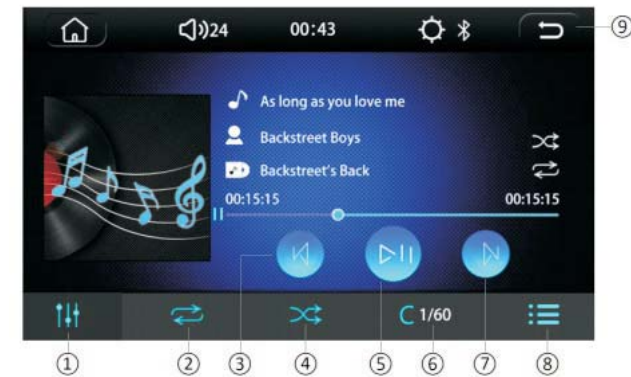 24 00:43
⑨
As long as you love me
Backstreet Boys
Backstreet's Back
00:15:15 00:15:15
C 1/60
① ② ③ ④ ⑤ ⑥ ⑦ ⑧